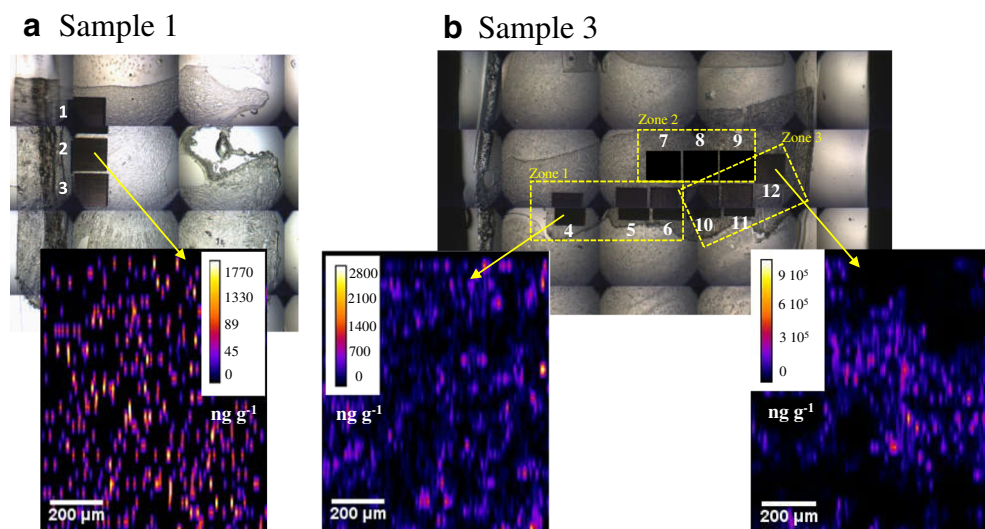 a Sample 1
b Sample 3
1
2
3
Zone 2
7 8 9
Zone 3
Zone 1
12
4 5 6 10 11
1770
1330
89
45
0
ng g-1
200 µm
2800
2100
1400
700
0
ng g-1
200 µm
9 10⁵
6 10⁵
3 10⁵
0
ng g-1
200 µm